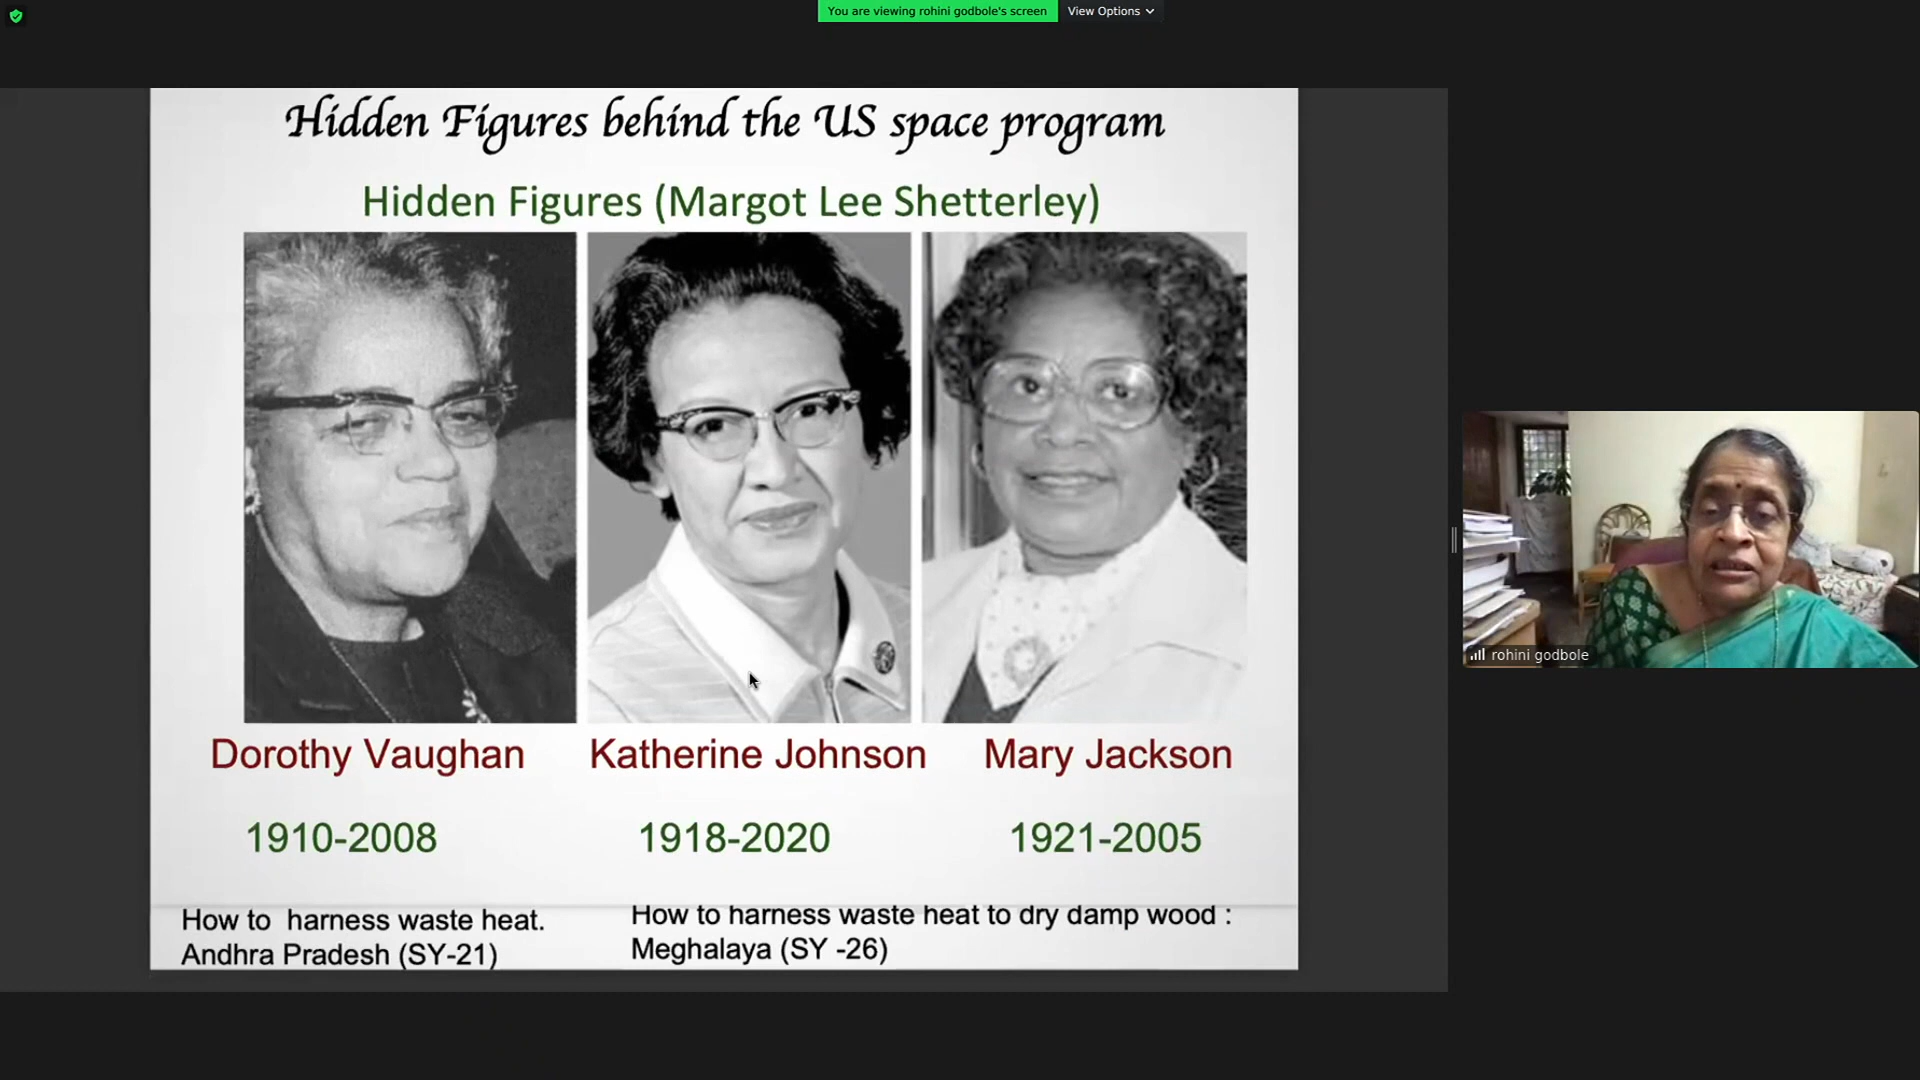 You are viewing rohini godbole's screen View Options
Hidden Figures behind the US space program
Hidden Figures (Margot Lee Shetterley)
Dorothy Vaughan Katherine Johnson Mary Jackson
1910-2008 1918-2020 1921-2005
How to harness waste heat.
Andhra Pradesh (SY-21)
How to harness waste heat to dry damp wood :
Meghalaya (SY -26)
rohini godbole